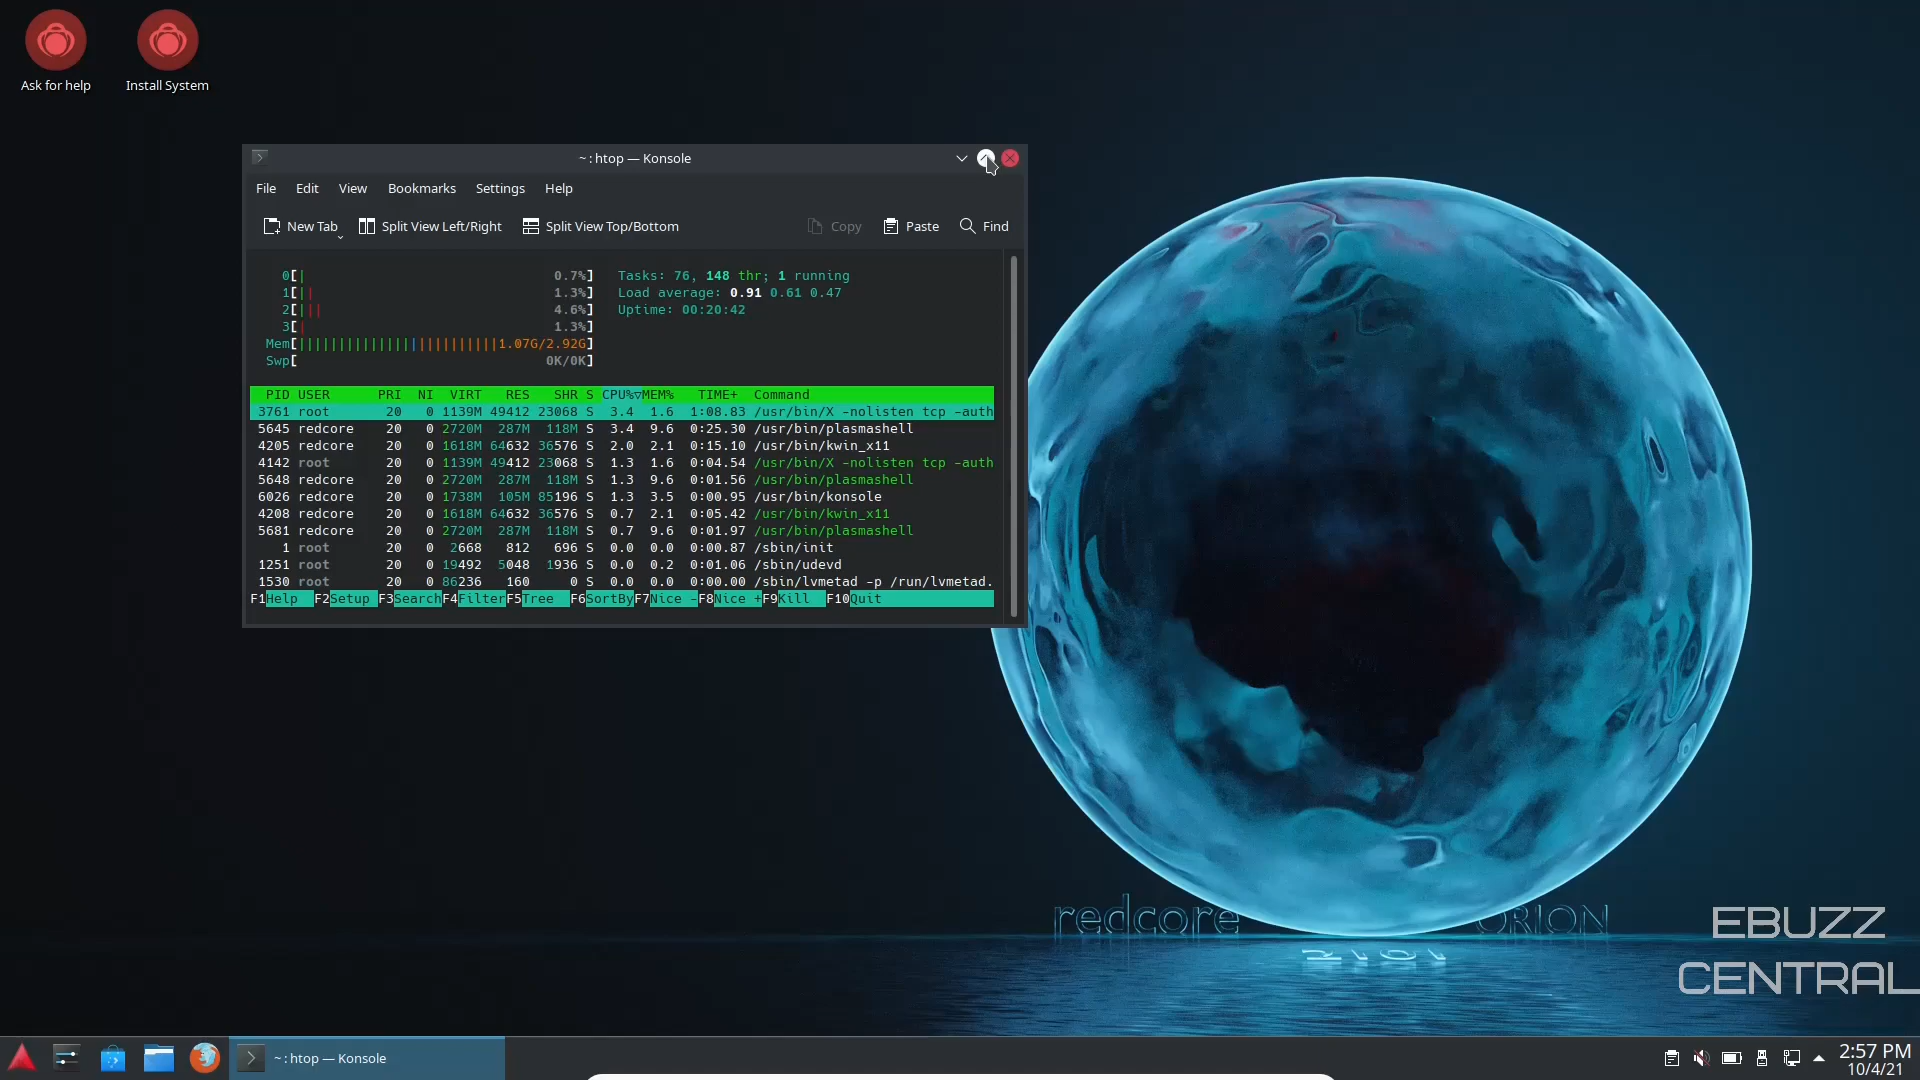 Ask for help
Install System
~ : htop — Konsole
File Edit View Bookmarks Settings Help
New Tab Split View Left/Right Split View Top/Bottom Copy Paste Find
0[| 0.7%] Tasks: 76, 148 thr; 1 running
1[|| 1.3%] Load average: 0.91 0.61 0.47
2[||| 4.6%] Uptime: 00:20:42
3[| 1.3%]
Mem[|||||||||||||||||||||||||1.07G/2.92G]
Swp[ 0K/0K]
PID USER PRI NI VIRT RES SHR S CPU%▽MEM% TIME+ Command
3761 root 20 0 1139M 49412 23068 S 3.4 1.6 1:08.83 /usr/bin/X -nolisten tcp -auth
5645 redcore 20 0 2720M 287M 118M S 3.4 9.6 0:25.30 /usr/bin/plasmashell
4205 redcore 20 0 1618M 64632 36576 S 2.0 2.1 0:15.10 /usr/bin/kwin_x11
4142 root 20 0 1139M 49412 23068 S 1.3 1.6 0:04.54 /usr/bin/X -nolisten tcp -auth
5648 redcore 20 0 2720M 287M 118M S 1.3 9.6 0:01.56 /usr/bin/plasmashell
6026 redcore 20 0 1738M 105M 85196 S 1.3 3.5 0:00.95 /usr/bin/konsole
4208 redcore 20 0 1618M 64632 36576 S 0.7 2.1 0:05.42 /usr/bin/kwin_x11
5681 redcore 20 0 2720M 287M 118M S 0.7 9.6 0:01.97 /usr/bin/plasmashell
1 root 20 0 2668 812 696 S 0.0 0.0 0:00.87 /sbin/init
1251 root 20 0 19492 5048 1936 S 0.0 0.2 0:01.06 /sbin/udevd
1530 root 20 0 86236 160 0 S 0.0 0.0 0:00.00 /sbin/lvmetad -p /run/lvmetad.
F1Help F2Setup F3SearchF4FilterF5Tree F6SortByF7Nice -F8Nice +F9Kill F10Quit
redcore ORION
2101
EBUZZ
CENTRAL
~ : htop — Konsole
2:57 PM
10/4/21